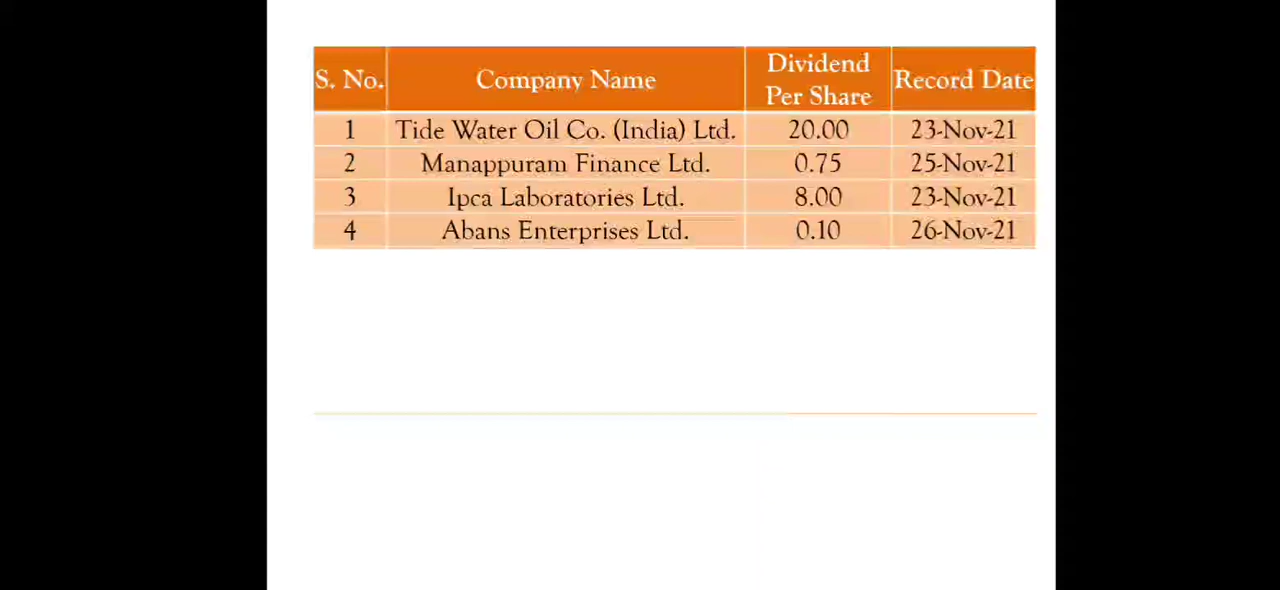 S. No. Company Name Dividend Per Share Record Date
1 Tide Water Oil Co. (India) Ltd. 20.00 23-Nov-21
2 Manappuram Finance Ltd. 0.75 25-Nov-21
3 Ipca Laboratories Ltd. 8.00 23-Nov-21
4 Abans Enterprises Ltd. 0.10 26-Nov-21